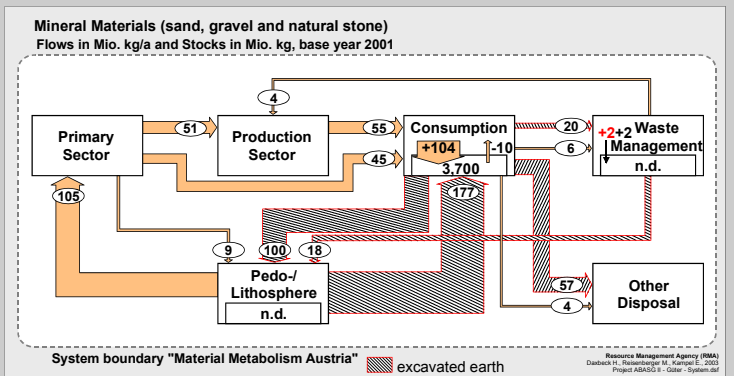 Mineral Materials (sand, gravel and natural stone)
Flows in Mio. kg/a and Stocks in Mio. kg, base year 2001
4
Primary
Sector
51
Production
Sector
55
45
Consumption
+104
-10
3,700
177
20
6
+2+2 Waste
Management
n.d.
105
9
100
18
Pedo-/
Lithosphere
n.d.
57
4
Other
Disposal
System boundary "Material Metabolism Austria"
excavated earth
Resource Management Agency (RMA)
Daxbeck H., Reisenberger M., Kampel E., 2003
Project ABASG II - Güter - System.dsf